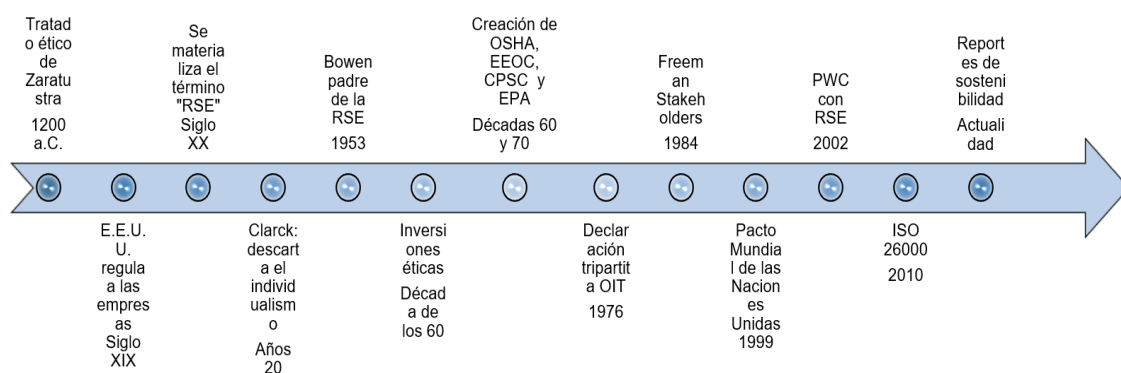 Tratad
o ético
de
Zaratu
stra
1200
a.C.
E.E.U.
U.
regula
a las
empres
as
Siglo
XIX
Se
materia
liza el
término
"RSE"
Siglo
XX
Clarck:
descart
a el
individ
ualism
o
Años
20
Bowen
padre
de la
RSE
1953
Inversi
ones
éticas
Décad
a de
los 60
Creación de
OSHA,
EEOC,
CPSC y
EPA
Décadas 60
y 70
Declar
ación
tripartit
a OIT
1976
Freem
an
Stakeh
olders
1984
Pacto
Mundia
l de las
Nacion
es
Unidas
1999
PWC
con
RSE
2002
ISO
26000
2010
Report
es de
sosteni
bilidad
Actuali
dad